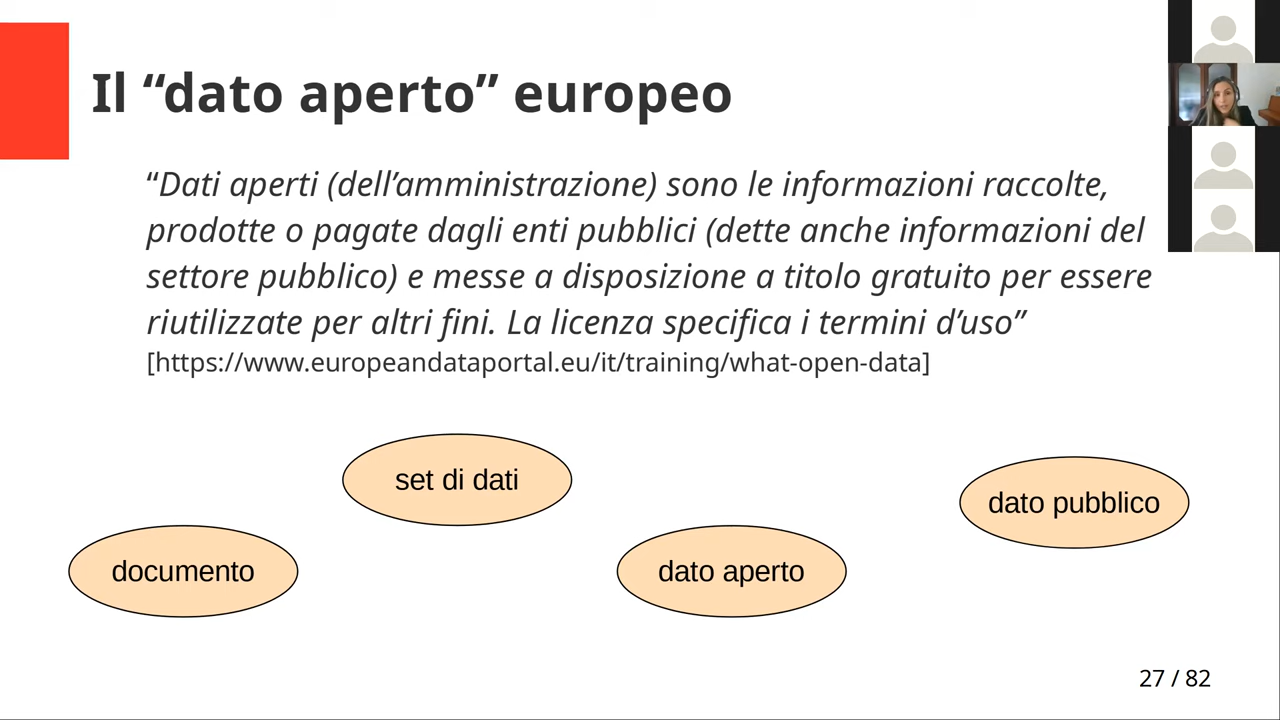 Il “dato aperto” europeo
“Dati aperti (dell’amministrazione) sono le informazioni raccolte,
prodotte o pagate dagli enti pubblici (dette anche informazioni del
settore pubblico) e messe a disposizione a titolo gratuito per essere
riutilizzate per altri fini. La licenza specifica i termini d’uso”
[https://www.europeandataportal.eu/it/training/what-open-data]
set di dati
dato pubblico
documento
dato aperto
27 / 82